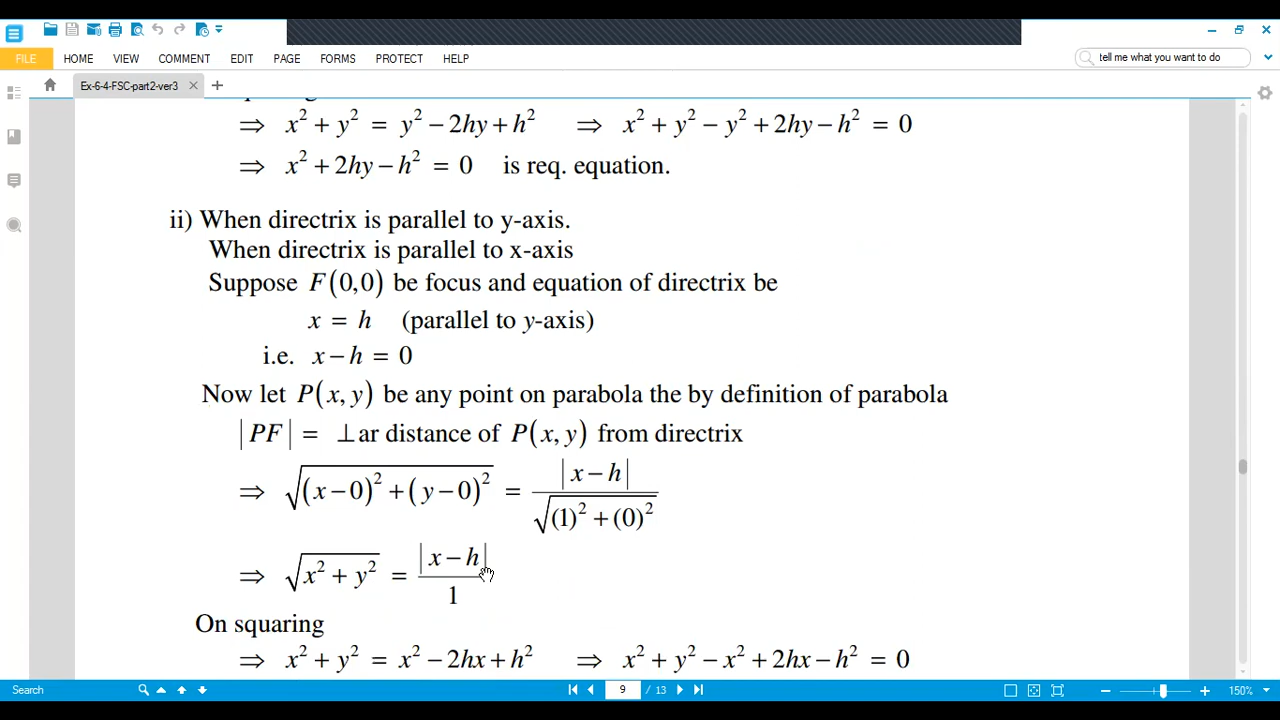 FILE HOME VIEW COMMENT EDIT PAGE FORMS PROTECT HELP tell me what you want to do
Ex-6-4-FSC-part2-ver3
⇒ x² + y² = y² − 2hy + h² ⇒ x² + y² − y² + 2hy − h² = 0
⇒ x² + 2hy − h² = 0 is req. equation.
ii) When directrix is parallel to y-axis.
When directrix is parallel to x-axis
Suppose F(0,0) be focus and equation of directrix be
x = h (parallel to y-axis)
i.e. x − h = 0
Now let P(x, y) be any point on parabola the by definition of parabola
|PF| = ⊥ar distance of P(x, y) from directrix
⇒ √((x−0)² + (y−0)²) = |x − h| / √((1)² + (0)²)
⇒ √(x² + y²) = |x − h| / 1
On squaring
⇒ x² + y² = x² − 2hx + h² ⇒ x² + y² − x² + 2hx − h² = 0
Search 9 / 13 150%